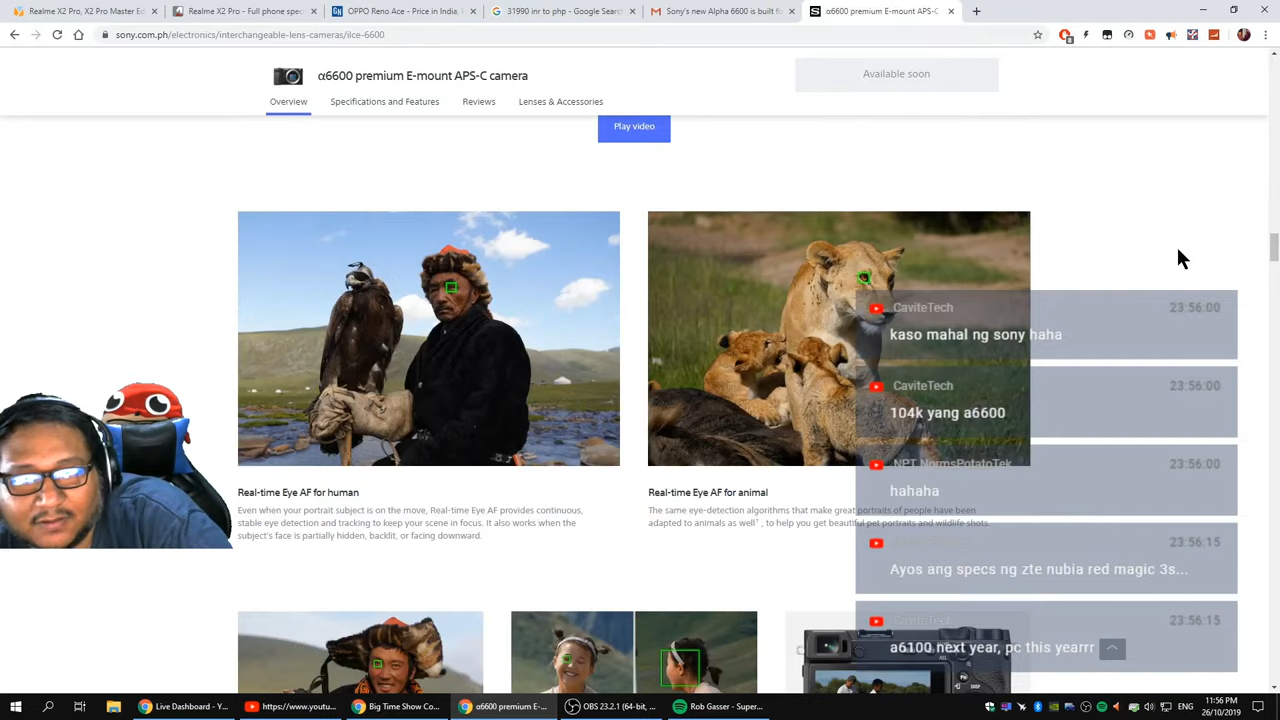 Realme X2 Pro, X2 Pro Master Ed
Realme X2 Pro - Full phone spec
OPPO Reno Ace - Price in India, F
31990 inr to php - Google Search
Sony's new Alpha 6600 is built fo
α6600 premium E-mount APS-C c
sony.com.ph/electronics/interchangeable-lens-cameras/ilce-6600
α6600 premium E-mount APS-C camera
Available soon
Overview
Specifications and Features
Reviews
Lenses & Accessories
Play video
CaviteTech
23:56:00
kaso mahal ng sony haha
CaviteTech
23:56:00
104k yang a6600
NPT NormsPotatoTek
23:56:00
hahaha
23:56:15
Ayos ang specs ng zte nubia red magic 3s...
CaviteTech
23:56:15
a6100 next year, pc this yearrr
Real-time Eye AF for human
Even when your portrait subject is on the move, Real-time Eye AF provides continuous,
stable eye detection and tracking to keep your scene in focus. It also works when the
subject's face is partially hidden, backlit, or facing downward.
Real-time Eye AF for animal
The same eye-detection algorithms that make great portraits of people have been
adapted to animals as well⁷ , to help you get beautiful pet portraits and wildlife shots.
Live Dashboard - Y...
https://www.youtu...
Big Time Show Co...
α6600 premium E-...
OBS 23.2.1 (64-bit, ...
Rob Gasser - Super...
ENG
11:56 PM
26/10/2019